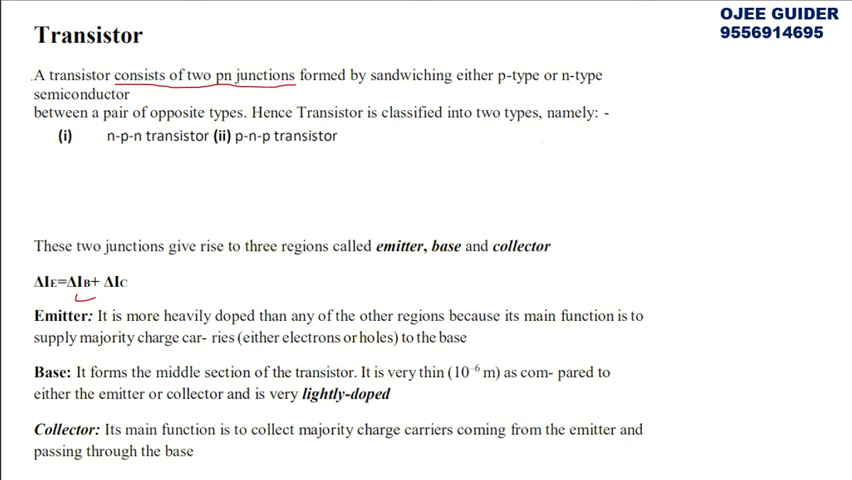 OJEE GUIDER
9556914695
Transistor
.A transistor consists of two pn junctions formed by sandwiching either p-type or n-type
semiconductor
between a pair of opposite types. Hence Transistor is classified into two types, namely: -
(i) n-p-n transistor (ii) p-n-p transistor
These two junctions give rise to three regions called emitter, base and collector
ΔIE=ΔIB+ ΔIC
Emitter: It is more heavily doped than any of the other regions because its main function is to
supply majority charge car- ries (either electrons or holes) to the base
Base: It forms the middle section of the transistor. It is very thin (10⁻⁶ m) as com- pared to
either the emitter or collector and is very lightly-doped
Collector: Its main function is to collect majority charge carriers coming from the emitter and
passing through the base